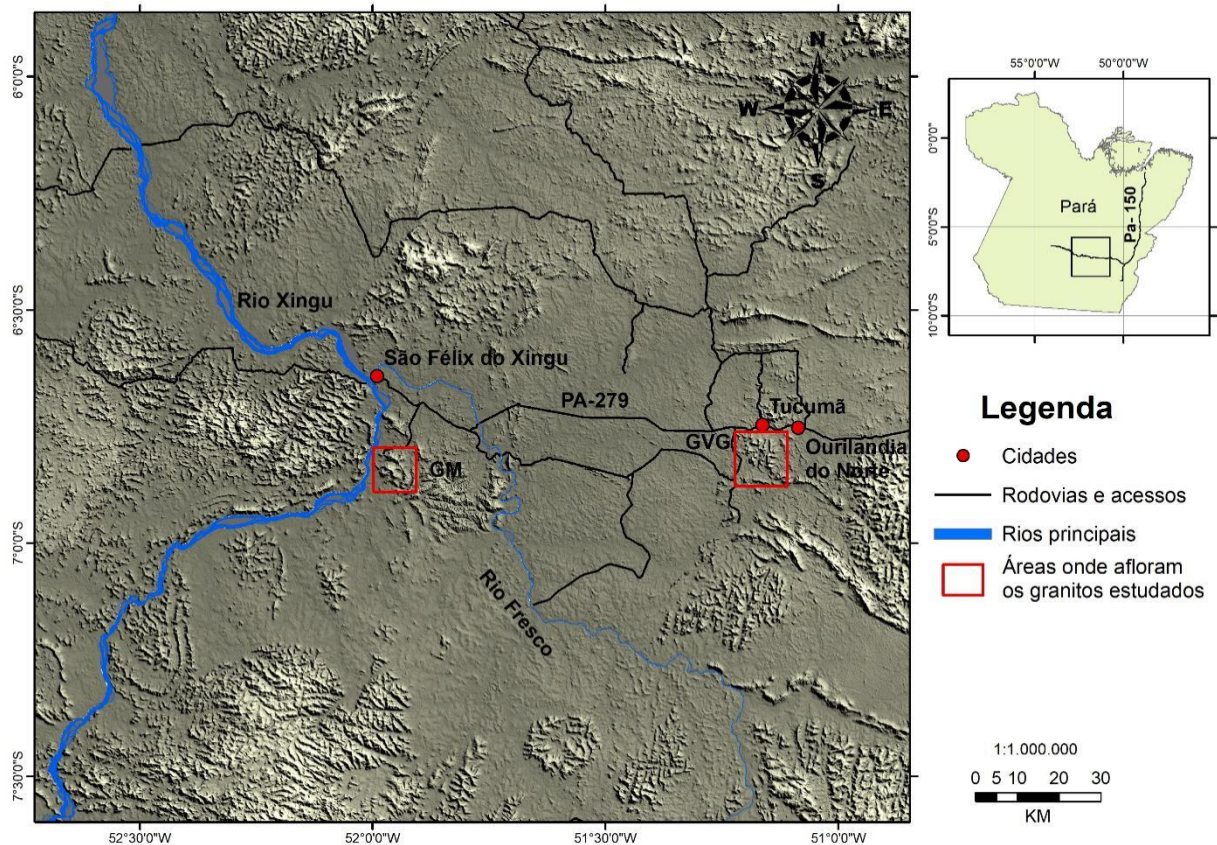 N
W
E
S
6°0'0"S
6°30'0"S
7°0'0"S
7°30'0"S
52°30'0"W
52°0'0"W
51°30'0"W
51°0'0"W
Rio Xingu
São Félix do Xingu
PA-279
Tucumã
GVG
Ourilandia
do Norte
GM
Rio Fresco
55°0'0"W
50°0'0"W
0°0'0"
5°0'0"S
10°0'0"S
Pará
Pa- 150
Legenda
Cidades
Rodovias e acessos
Rios principais
Áreas onde afloram
os granitos estudados
1:1.000.000
0 5 10 20 30
KM